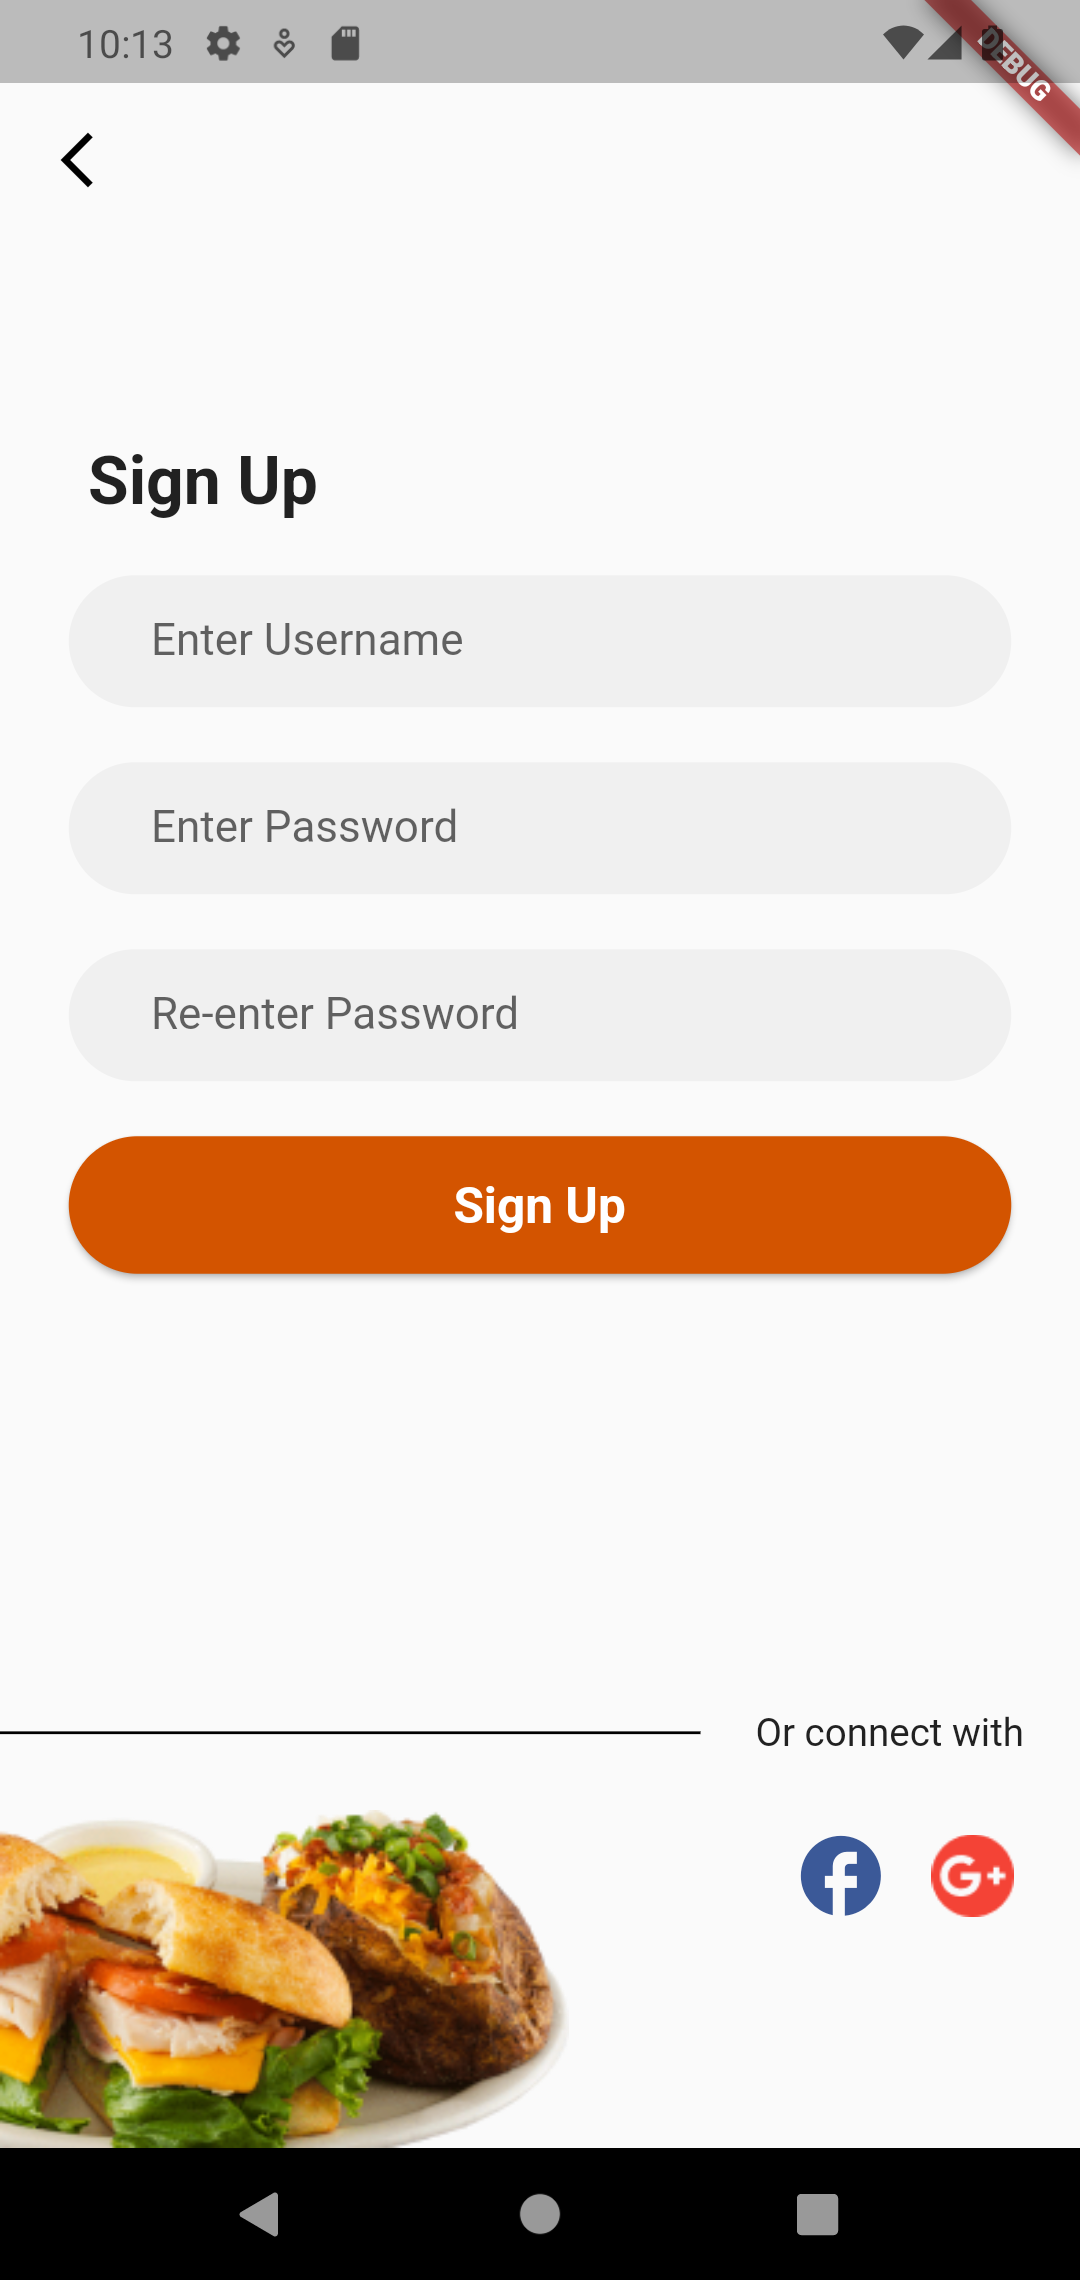 10:13
DEBUG
Sign Up
Enter Username
Enter Password
Re-enter Password
Sign Up
Or connect with
f
G+